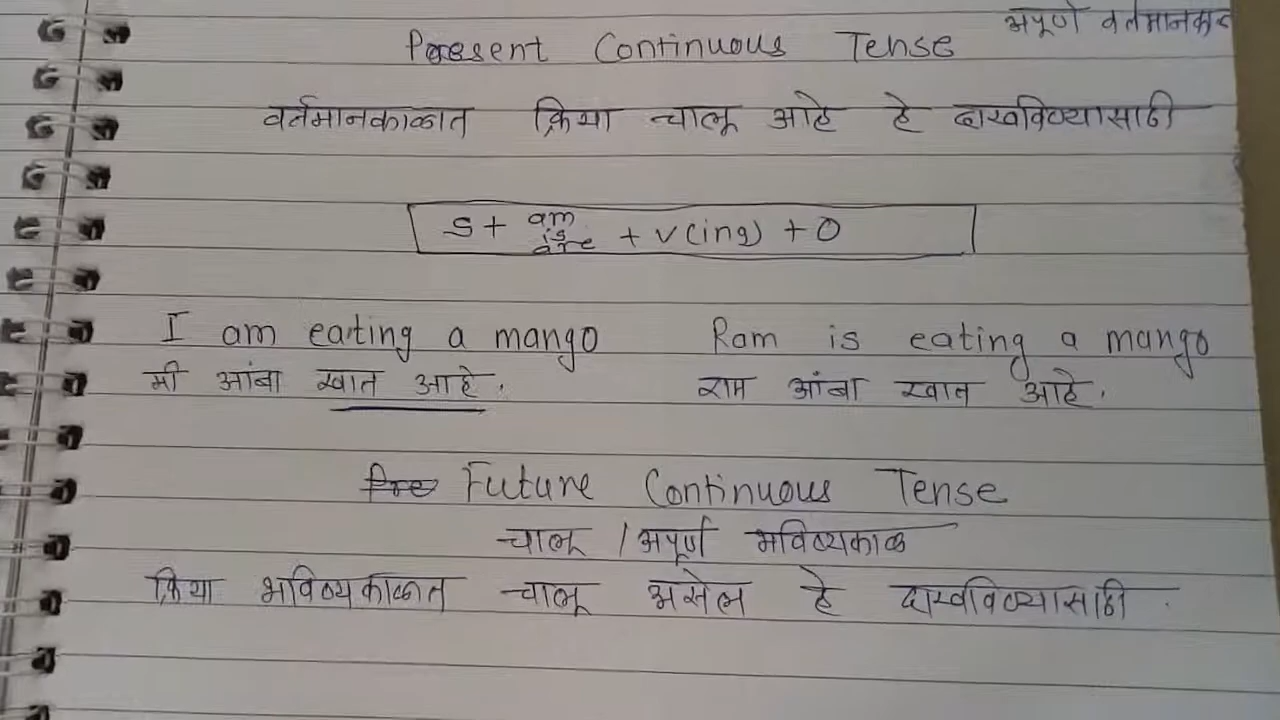 Present Continuous Tense अपूर्ण वर्तमानकाळ
वर्तमानकाळात क्रिया चालू आहे हे दाखविण्यासाठी
S + am is are + V(ing) + O
I am eating a mango Ram is eating a mango
मी आंबा खात आहे. राम आंबा खात आहे.
Future Continuous Tense
चालू / अपूर्ण भविष्यकाळ
क्रिया भविष्यकाळात चालू असेल हे दाखविण्यासाठी.